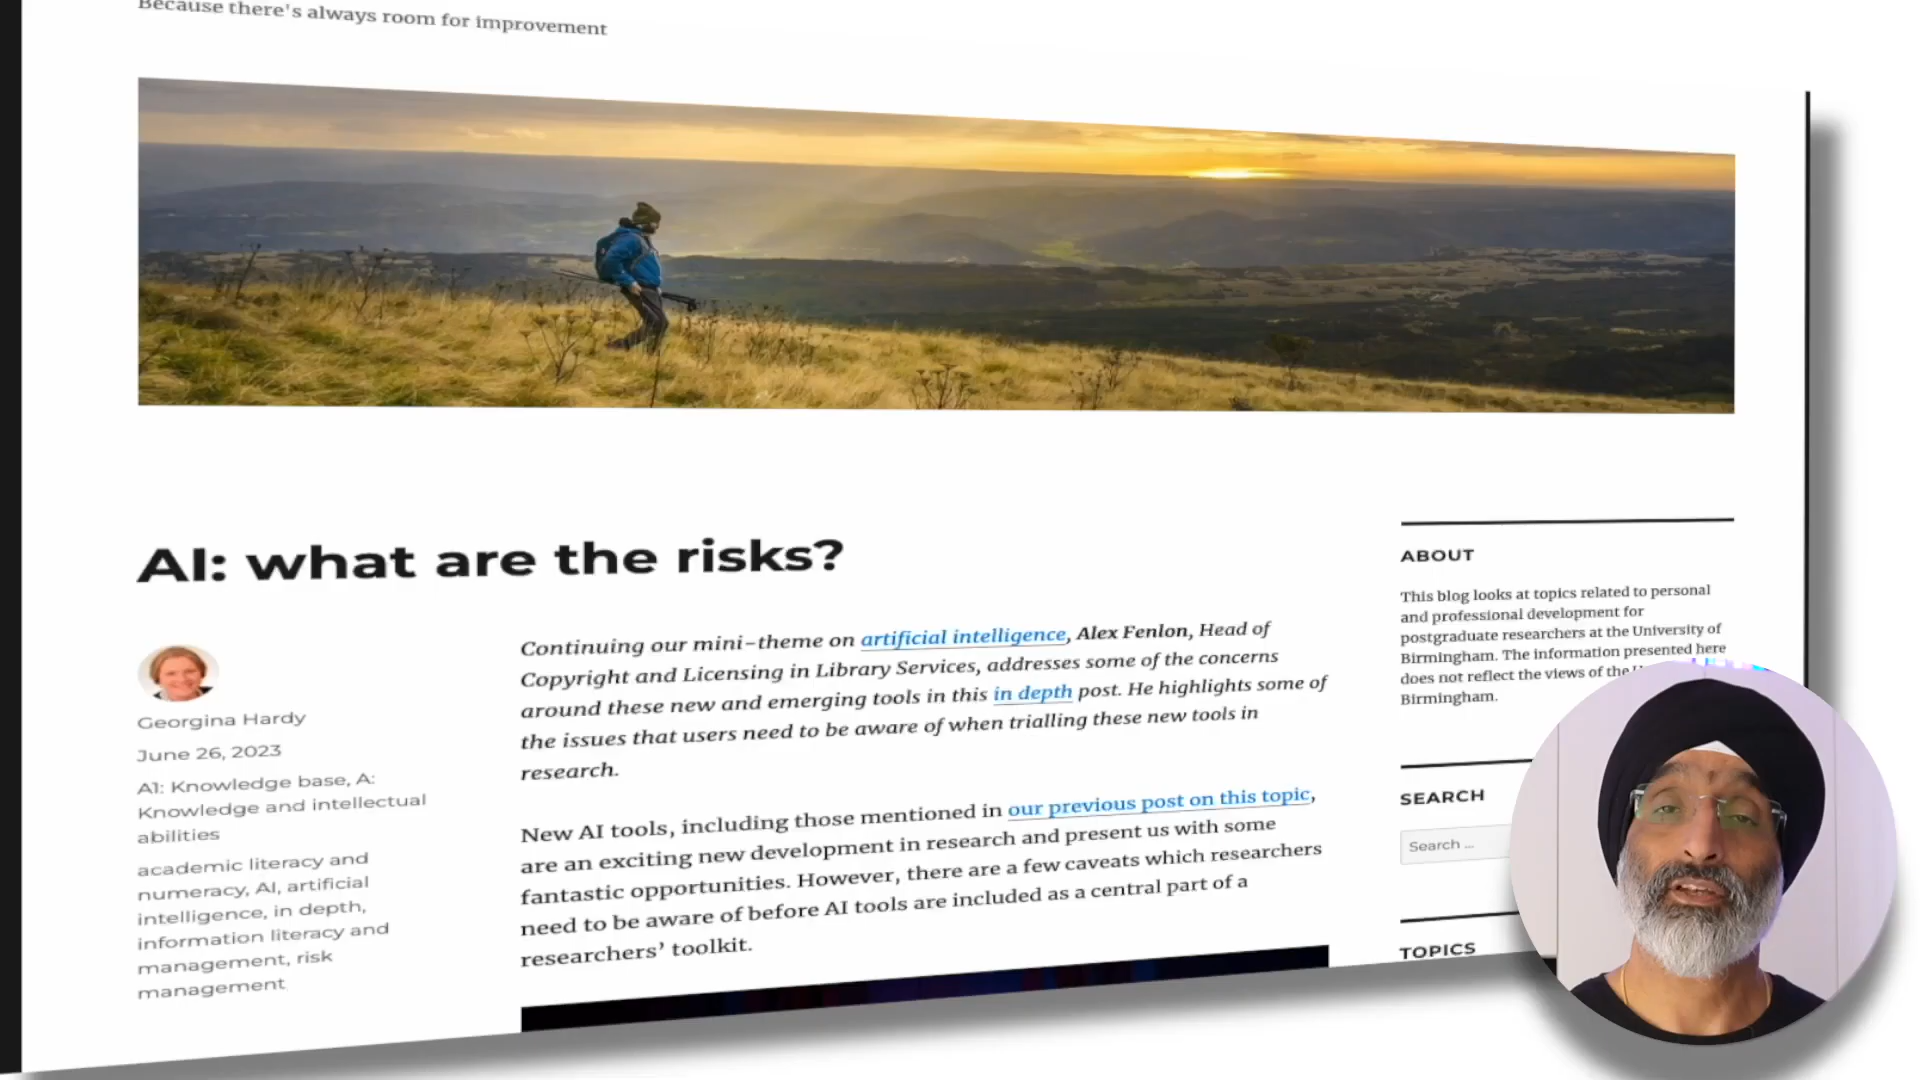 Because there's always room for improvement
AI: what are the risks?
Georgina Hardy
June 26, 2023
A1: Knowledge base, A:
Knowledge and intellectual
abilities
academic literacy and
numeracy, AI, artificial
intelligence, in depth,
information literacy and
management, risk
management
Continuing our mini-theme on artificial intelligence, Alex Fenlon, Head of
Copyright and Licensing in Library Services, addresses some of the concerns
around these new and emerging tools in this in depth post. He highlights some of
the issues that users need to be aware of when trialling these new tools in
research.
New AI tools, including those mentioned in our previous post on this topic,
are an exciting new development in research and present us with some
fantastic opportunities. However, there are a few caveats which researchers
need to be aware of before AI tools are included as a central part of a
researchers' toolkit.
ABOUT
This blog looks at topics related to personal
and professional development for
postgraduate researchers at the University of
Birmingham. The information presented here
does not reflect the views of the
Birmingham.
SEARCH
Search ...
TOPICS